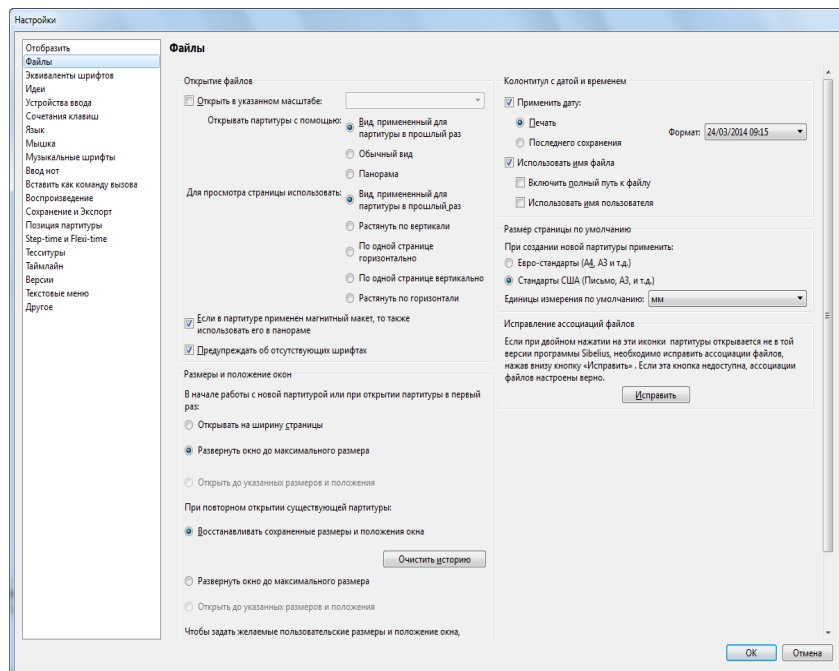 Настройки
Отобразить
Файлы
Эквиваленты шрифтов
Идеи
Устройства ввода
Сочетания клавиш
Язык
Мышка
Музыкальные шрифты
Ввод нот
Вставить как команду вызова
Воспроизведение
Сохранение и Экспорт
Позиция партитуры
Step-time и Flexi-time
Тесситуры
Таймлайн
Версии
Текстовые меню
Другое
Файлы
Открытие файлов
Открыть в указанном масштабе:
Открывать партитуры с помощью:
Вид, примененный для
партитуры в прошлый раз
Обычный вид
Панорама
Для просмотра страницы использовать:
Вид, примененный для
партитуры в прошлый раз
Растянуть по вертикали
По одной странице
горизонтально
По одной странице вертикально
Растянуть по горизонтали
Если в партитуре применен магнитный макет, то также
использовать его в панораме
Предупреждать об отсутствующих шрифтах
Размеры и положение окон
В начале работы с новой партитурой или при открытии партитуры в первый
раз:
Открывать на ширину страницы
Развернуть окно до максимального размера
Открыть до указанных размеров и положения
При повторном открытии существующей партитуры:
Восстанавливать сохраненные размеры и положения окна
Очистить историю
Развернуть окно до максимального размера
Открыть до указанных размеров и положения
Чтобы задать желаемые пользовательские размеры и положение окна,
Колонтитул с датой и временем
Применить дату:
Печать
Последнего сохранения
Формат: 24/03/2014 09:15
Использовать имя файла
Включить полный путь к файлу
Использовать имя пользователя
Размер страницы по умолчанию
При создании новой партитуры применить:
Евро-стандарты (A4, A3 и т.д.)
Стандарты США (Письмо, A3, и т.д.)
Единицы измерения по умолчанию: мм
Исправление ассоциаций файлов
Если при двойном нажатии на эти иконки партитуры открывается не в той
версии программы Sibelius, необходимо исправить ассоциации файлов,
нажав внизу кнопку «Исправить» . Если эта кнопка недоступна, ассоциации
файлов настроены верно.
Исправить
OK
Отмена